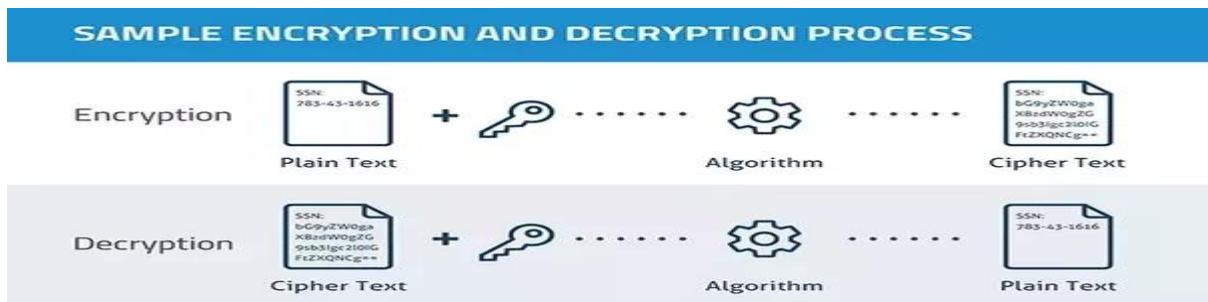 SAMPLE ENCRYPTION AND DECRYPTION PROCESS
Encryption
SSN:
783-43-1616
Plain Text
Algorithm
SSN:
bG9yZW0ga
XBzdW0gZG
9sb3Igc2l0IG
FtZXQNCg==
Cipher Text
Decryption
SSN:
bG9yZW0ga
XBzdW0gZG
9sb3Igc2l0IG
FtZXQNCg==
Cipher Text
Algorithm
SSN:
783-43-1616
Plain Text